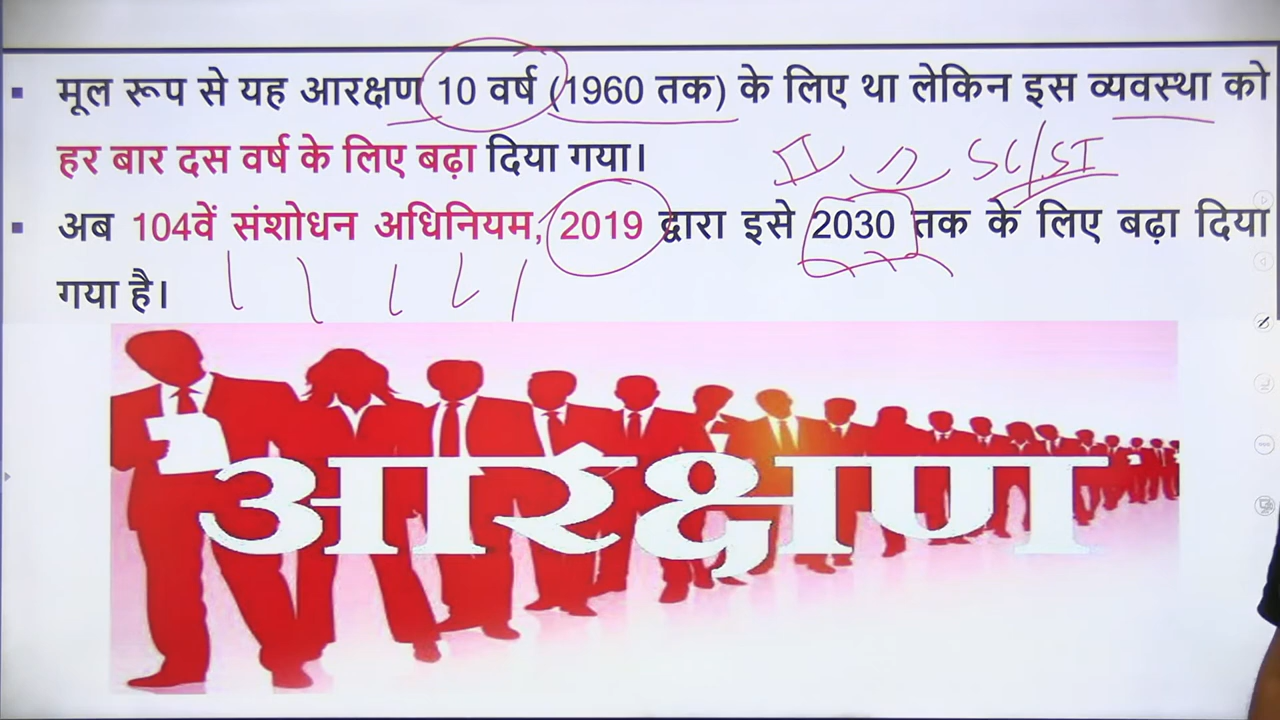 ▪ मूल रूप से यह आरक्षण 10 वर्ष (1960 तक) के लिए था लेकिन इस व्यवस्था को
हर बार दस वर्ष के लिए बढ़ा दिया गया।
SC/ST
▪ अब 104वें संशोधन अधिनियम, 2019 द्वारा इसे 2030 तक के लिए बढ़ा दिया
गया है।
आरक्षण